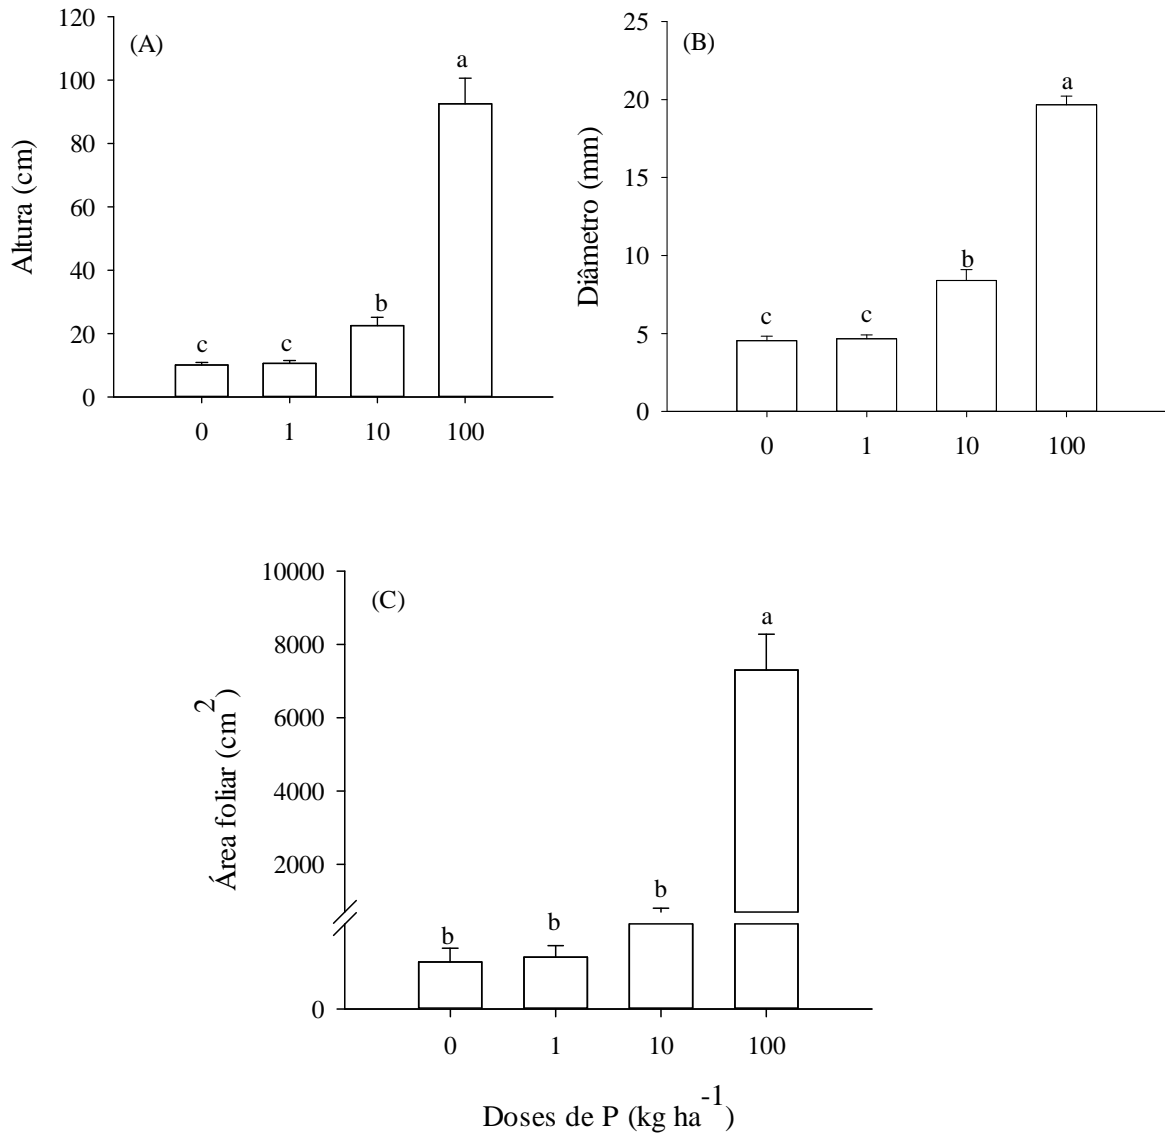 (A)
Altura (cm)
120
100
80
60
40
20
0
c
c
b
a
0 1 10 100
(B)
Diâmetro (mm)
25
20
15
10
5
0
c
c
b
a
0 1 10 100
(C)
Área foliar (cm2)
10000
8000
6000
4000
2000
0
b
b
b
a
0 1 10 100
Doses de P (kg ha-1)